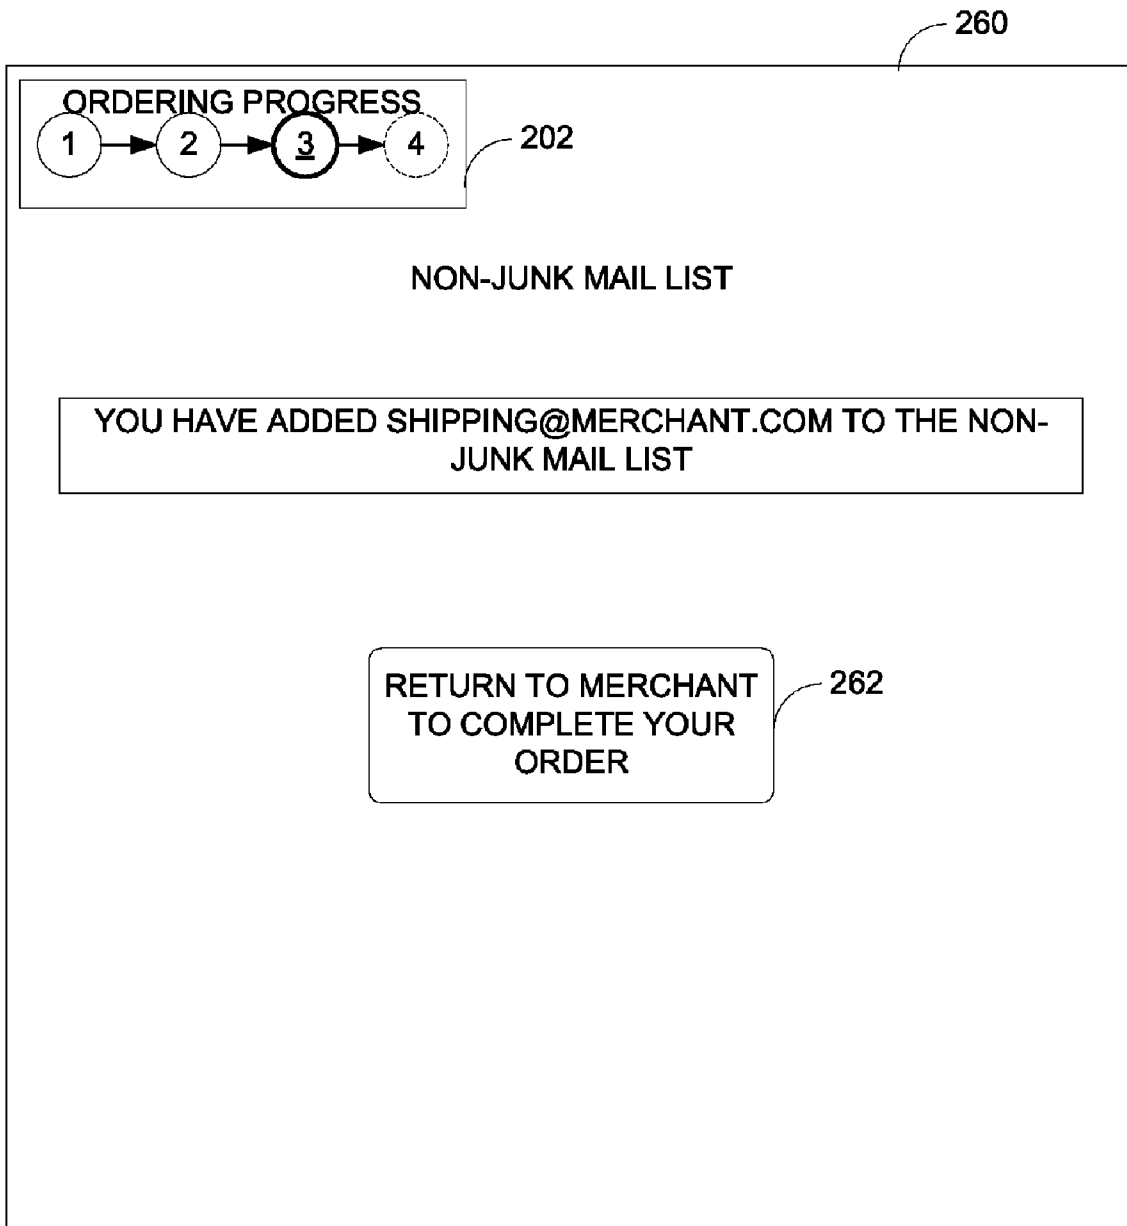 260
ORDERING PROGRESS
1 2 3 4
202
NON-JUNK MAIL LIST
YOU HAVE ADDED SHIPPING@MERCHANT.COM TO THE NON-
JUNK MAIL LIST
RETURN TO MERCHANT
TO COMPLETE YOUR
ORDER
262